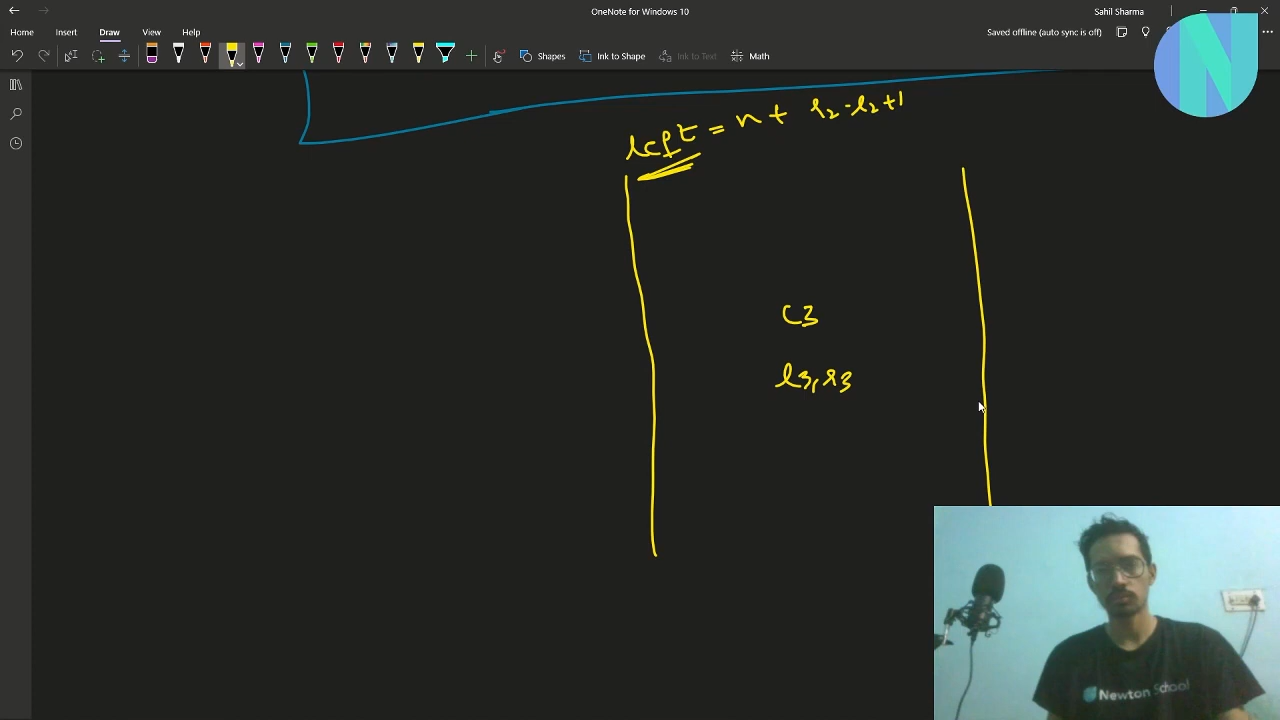 OneNote for Windows 10
Sahil Sharma
Home Insert Draw View Help
Saved offline (auto sync is off)
Shapes Ink to Shape Ink to Text Math
left = n + r2-l2+1
c3
l3,r3
Newton School